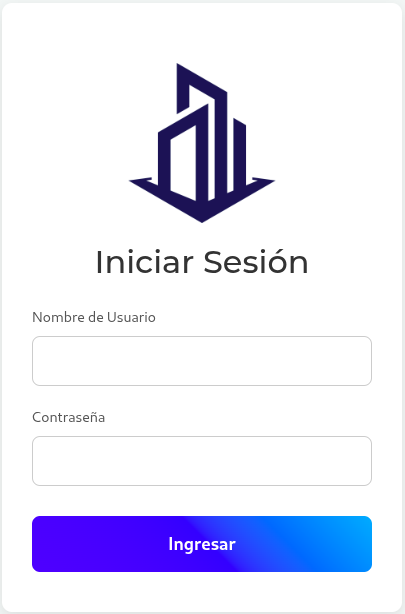 Iniciar Sesión
Nombre de Usuario
Contraseña
Ingresar